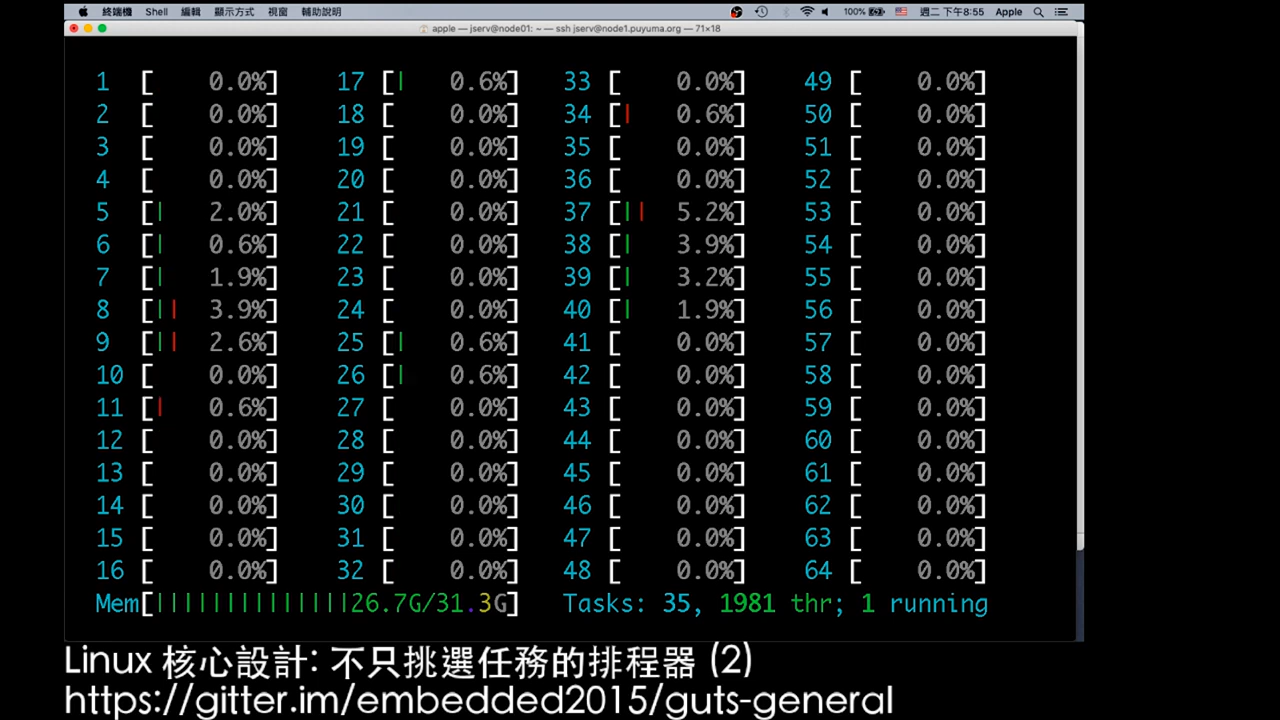 終端機 Shell 編輯 顯示方式 視窗 輔助說明 100% 週二 下午8:55 Apple
apple — jserv@node01: ~ — ssh jserv@node1.puyuma.org — 71×18
1 [ 0.0%] 17 [| 0.6%] 33 [ 0.0%] 49 [ 0.0%]
2 [ 0.0%] 18 [ 0.0%] 34 [| 0.6%] 50 [ 0.0%]
3 [ 0.0%] 19 [ 0.0%] 35 [ 0.0%] 51 [ 0.0%]
4 [ 0.0%] 20 [ 0.0%] 36 [ 0.0%] 52 [ 0.0%]
5 [| 2.0%] 21 [ 0.0%] 37 [|| 5.2%] 53 [ 0.0%]
6 [| 0.6%] 22 [ 0.0%] 38 [| 3.9%] 54 [ 0.0%]
7 [| 1.9%] 23 [ 0.0%] 39 [| 3.2%] 55 [ 0.0%]
8 [|| 3.9%] 24 [ 0.0%] 40 [| 1.9%] 56 [ 0.0%]
9 [|| 2.6%] 25 [| 0.6%] 41 [ 0.0%] 57 [ 0.0%]
10 [ 0.0%] 26 [| 0.6%] 42 [ 0.0%] 58 [ 0.0%]
11 [| 0.6%] 27 [ 0.0%] 43 [ 0.0%] 59 [ 0.0%]
12 [ 0.0%] 28 [ 0.0%] 44 [ 0.0%] 60 [ 0.0%]
13 [ 0.0%] 29 [ 0.0%] 45 [ 0.0%] 61 [ 0.0%]
14 [ 0.0%] 30 [ 0.0%] 46 [ 0.0%] 62 [ 0.0%]
15 [ 0.0%] 31 [ 0.0%] 47 [ 0.0%] 63 [ 0.0%]
16 [ 0.0%] 32 [ 0.0%] 48 [ 0.0%] 64 [ 0.0%]
Mem[||||||||||||||26.7G/31.3G] Tasks: 35, 1981 thr; 1 running
Linux 核心設計: 不只挑選任務的排程器 (2)
https://gitter.im/embedded2015/guts-general